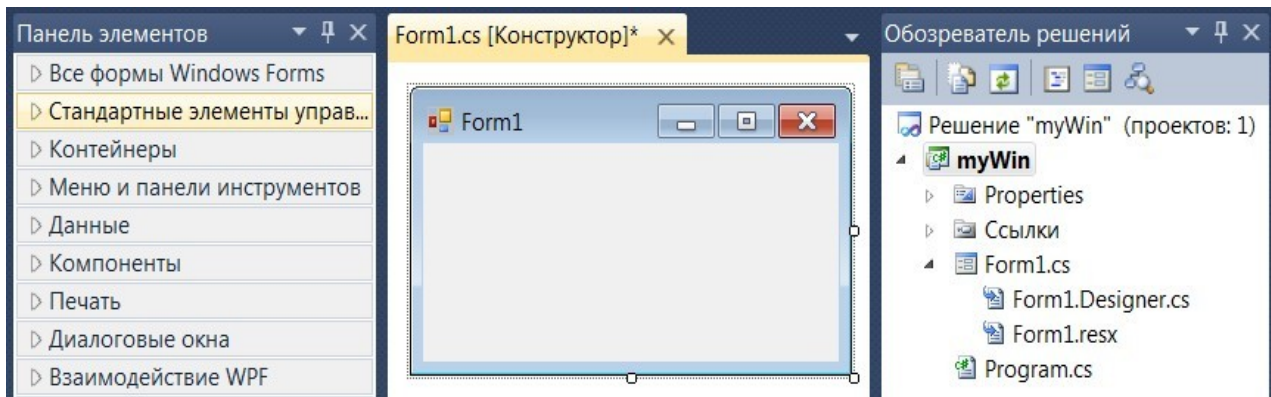 Панель элементов
Все формы Windows Forms
Стандартные элементы управ...
Контейнеры
Меню и панели инструментов
Данные
Компоненты
Печать
Диалоговые окна
Взаимодействие WPF
Form1.cs [Конструктор]*
Form1
Обозреватель решений
Решение "myWin" (проектов: 1)
myWin
Properties
Ссылки
Form1.cs
Form1.Designer.cs
Form1.resx
Program.cs